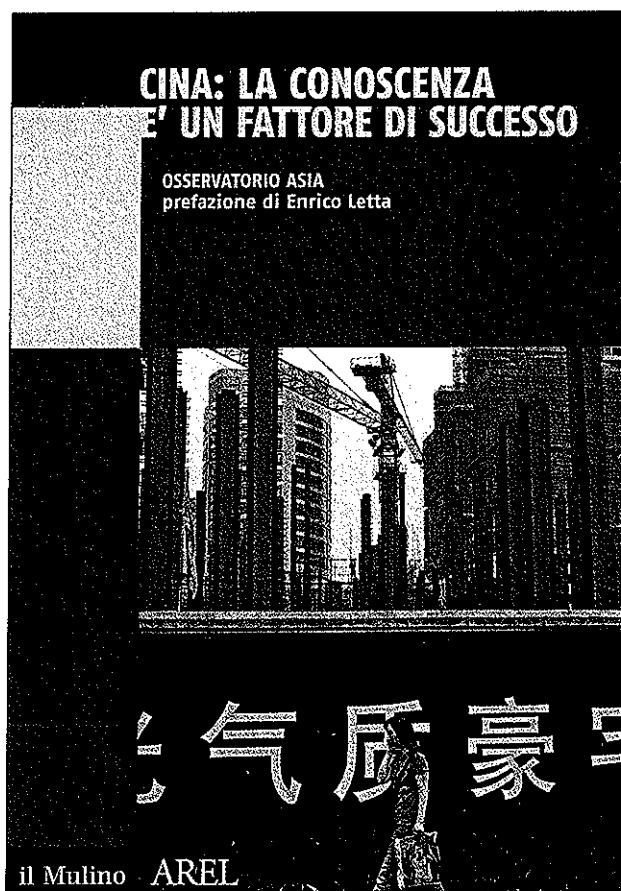 CINA: LA CONOSCENZA
E' UN FATTORE DI SUCCESSO
OSSERVATORIO ASIA
prefazione di Enrico Letta
气质豪
il Mulino AREL